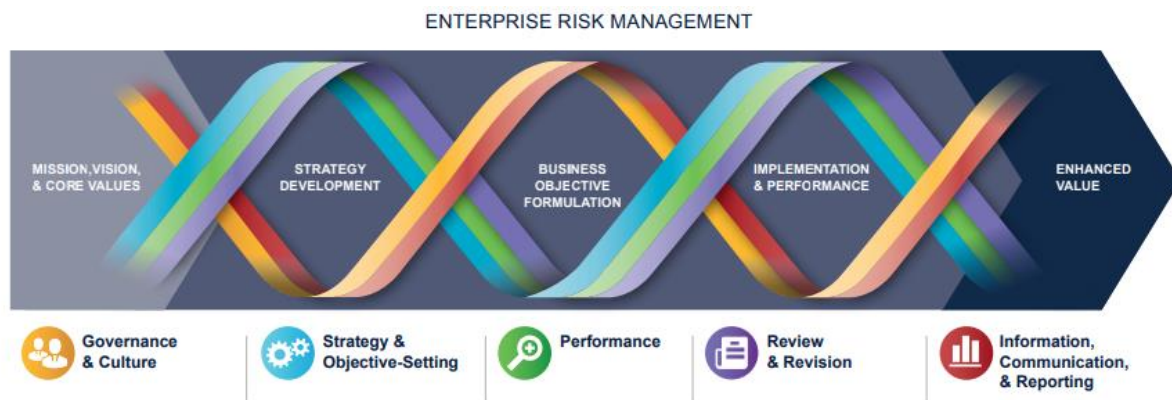 ENTERPRISE RISK MANAGEMENT
MISSION,VISION,
& CORE VALUES
STRATEGY
DEVELOPMENT
BUSINESS
OBJECTIVE
FORMULATION
IMPLEMENTATION
& PERFORMANCE
ENHANCED
VALUE
Governance
& Culture
Strategy &
Objective-Setting
Performance
Review
& Revision
Information,
Communication,
& Reporting